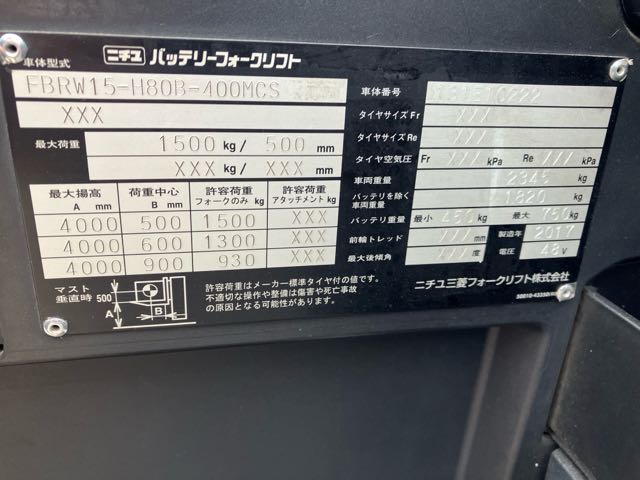 ニチユ バッテリーフォークリフト
車体型式 FBRW15-H80B-400MCS
XXX
最大荷重 1500 kg / 500 mm
XXX kg / XXX mm
最大揚高 A mm 荷重中心 B mm 許容荷重 フォークのみ kg 許容荷重 アタッチメント kg
4000 500 1500 XXX
4000 600 1300 XXX
4000 900 930 XXX
マスト垂直時 500 A B
許容荷重はメーカー標準タイヤ付の値です。
不適切な操作や整備は傷害や死亡事故
の原因となる可能性があります。
車体番号
タイヤサイズ Fr XXX
タイヤサイズ Re XXX
タイヤ空気圧 Fr XXX kPa Re XXX kPa
車両重量 2345 kg
バッテリを除く車両重量 1820 kg
バッテリ重量 最小 450 kg 最大 750 kg
前輪トレッド XXX mm 製造年 2017
最大後傾角 XXX 度 電圧 48 V
ニチユ三菱フォークリフト株式会社